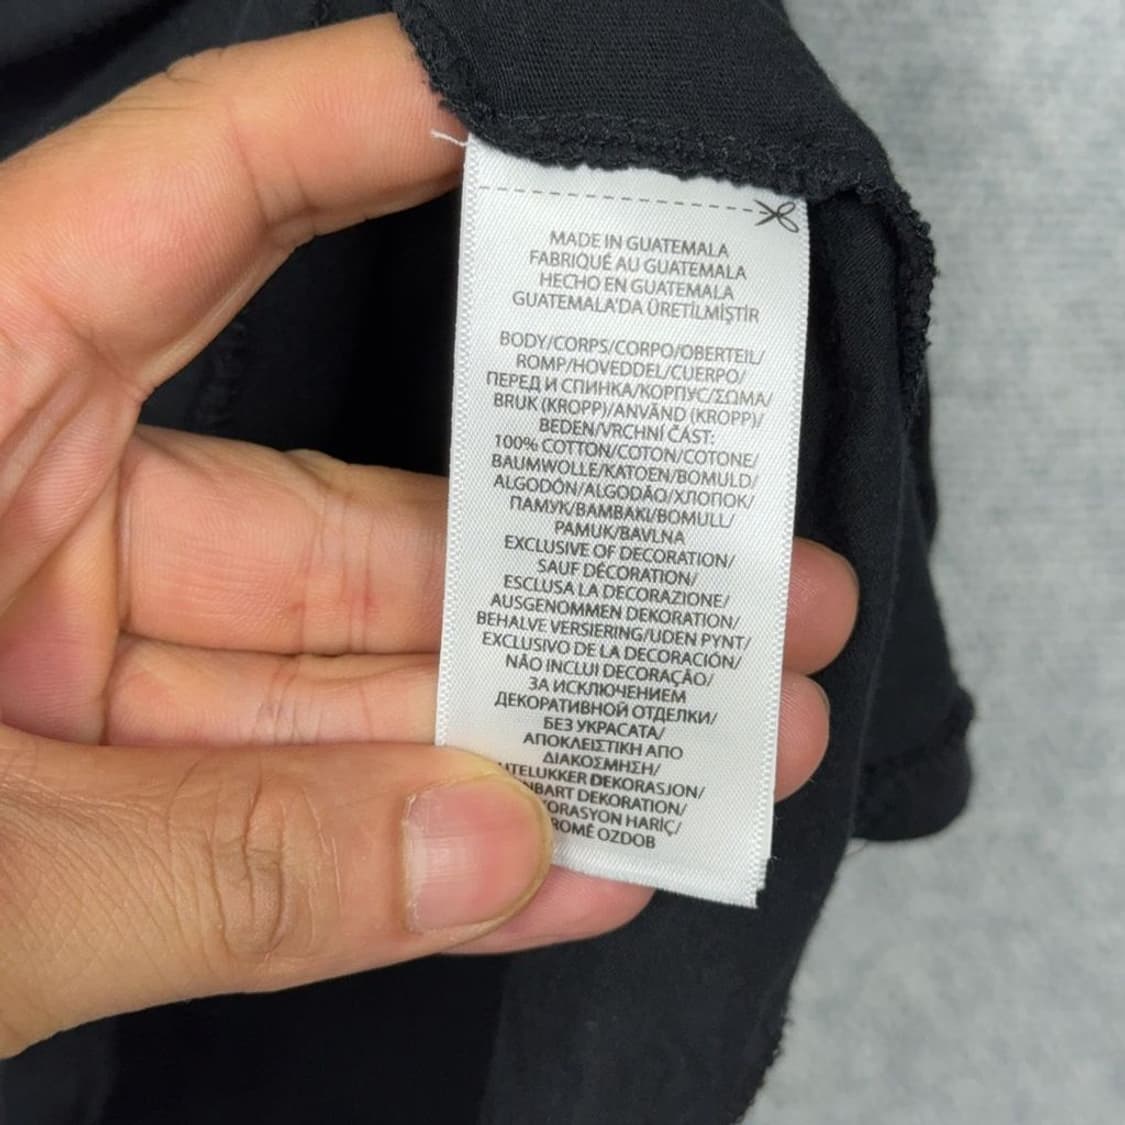 MADE IN GUATEMALA
FABRIQUÉ AU GUATEMALA
HECHO EN GUATEMALA
GUATEMALA'DA ÜRETİLMİŞTİR
BODY/CORPS/CORPO/OBERTEIL/
ROMP/HOVEDDEL/CUERPO/
ПЕРЕД И СПИНКА/КОРПУС/ΣΩΜΑ/
BRUK (KROPP)/ANVÄND (KROPP)/
BEDEN/VRCHNÍ ČÁST:
100% COTTON/COTON/COTONE/
BAUMWOLLE/KATOEN/BOMULD/
ALGODÓN/ALGODÃO/ХЛОПОК/
ПАМУК/ΒΑΜΒΑΚΙ/BOMULL/
PAMUK/BAVLNA
EXCLUSIVE OF DECORATION/
SAUF DÉCORATION/
ESCLUSA LA DECORAZIONE/
AUSGENOMMEN DEKORATION/
BEHALVE VERSIERING/UDEN PYNT/
EXCLUSIVO DE LA DECORACIÓN/
NÃO INCLUI DECORAÇÃO/
ЗА ИСКЛЮЧЕНИЕМ
ДЕКОРАТИВНОЙ ОТДЕЛКИ/
БЕЗ УКРАСАТА/
ΑΠΟΚΛΕΙΣΤΙΚΗ ΑΠΟ
ΔΙΑΚΟΣΜΗΣΗ/
UTELUKKER DEKORASJON/
DEKORATION/
HARİÇ/
OZDOB